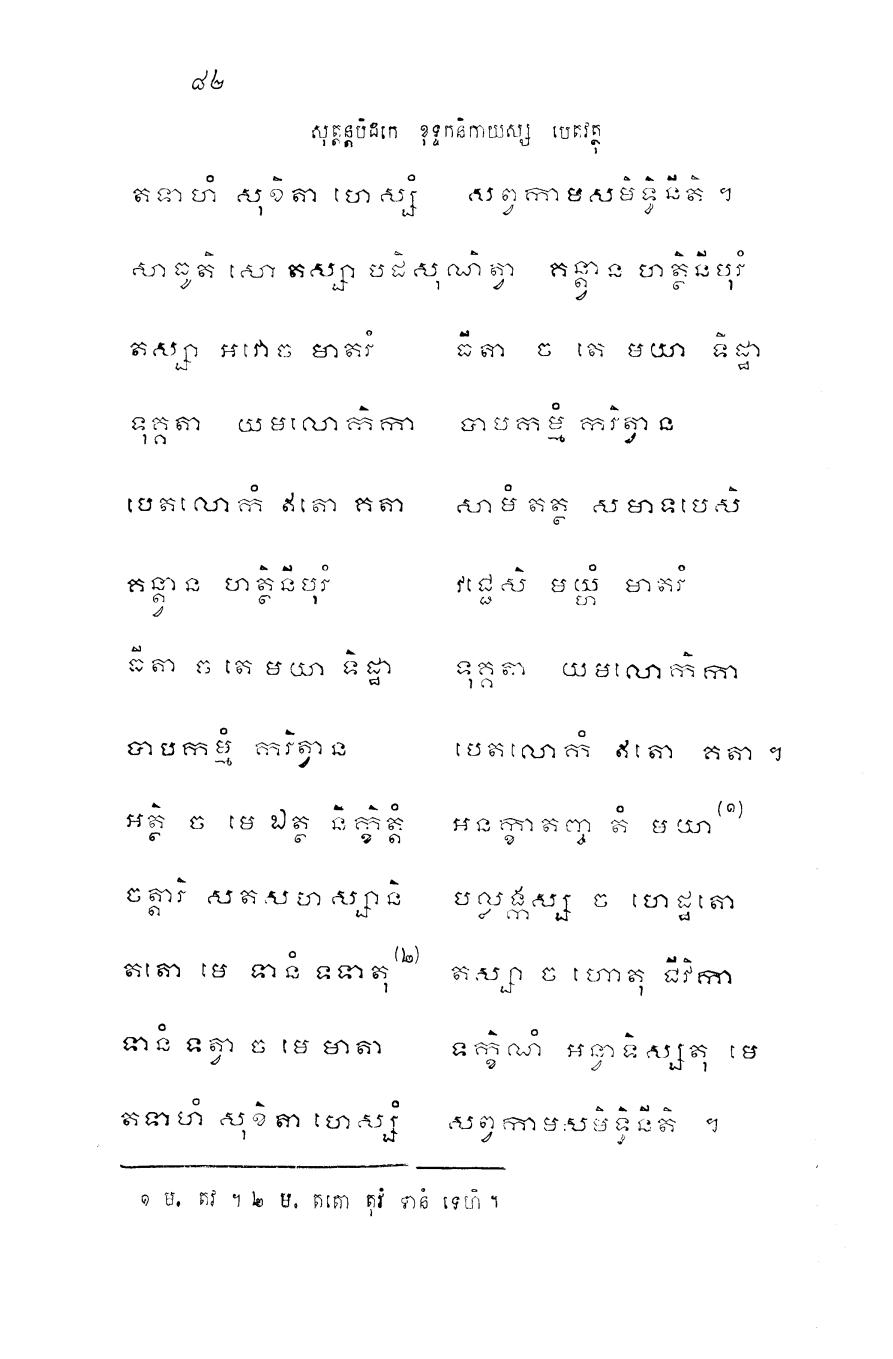 ៨២
សុត្តន្តបិដកេ ខុទ្ទកនិកាយស្ស បេតវត្ថុ
តទាហំ សុខិតា ហេស្សំ សព្វកាមសមិទ្ធិនីតិ ។
សាធូតិ សោ តស្សា បដិសុណិត្វា គន្ត្វាន ហត្ថិនីបុរំ
តស្សា អវោច មាតរំ ធីតា ច តេ មយា ទិដ្ឋា
ទុគ្គតា យមលោកិកា បាបកម្មំ ករិត្វាន
បេតលោកំ ឥតោ គតា សា មំ តត្ថ សមាទបេសិ
គន្ត្វាន ហត្ថិនីបុរំ វជ្ជេសិ មយ្ហំ មាតរំ
ធីតា ច តេ មយា ទិដ្ឋា ទុគ្គតា យមលោកិកា
បាបកម្មំ ករិត្វាន បេតលោកំ ឥតោ គតា ។
អត្ថិ ច មេ ឯត្ថ និក្ខិត្តំ អនក្ខាតញ្ច តំ មយា(១)
ចត្តារិ សតសហស្សានិ បល្លង្កស្ស ច ហេដ្ឋតោ
តតោ មេ ទានំ ទទាតុ(២) តស្សា ច ហោតុ ជីវិកា
ទានំ ទត្វា ច មេ មាតា ទក្ខិណំ អន្វាទិស្សតុ មេ
តទាហំ សុខិតា ហេស្សំ សព្វកាមសមិទ្ធិនីតិ ។
១ ម. តវ ។ ២ ម. តតោ តុវំ ទានំ ទេហិ ។